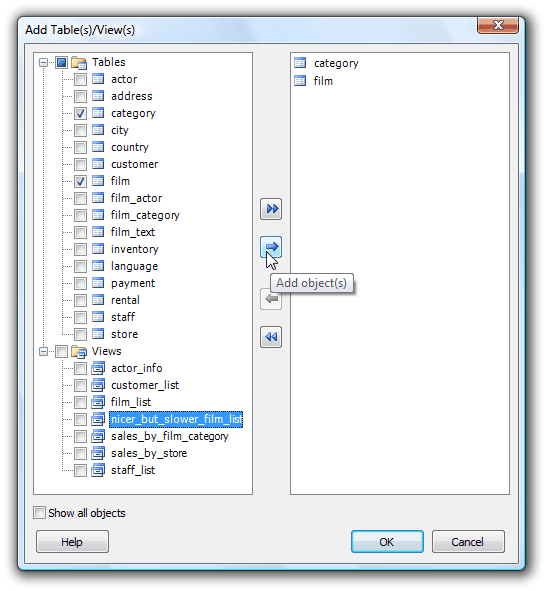 Add Table(s)/View(s)
Tables
actor
address
category
city
country
customer
film
film_actor
film_category
film_text
inventory
language
payment
rental
staff
store
Views
actor_info
customer_list
film_list
nicer_but_slower_film_list
sales_by_film_category
sales_by_store
staff_list
category
film
Add object(s)
Show all objects
Help
OK
Cancel